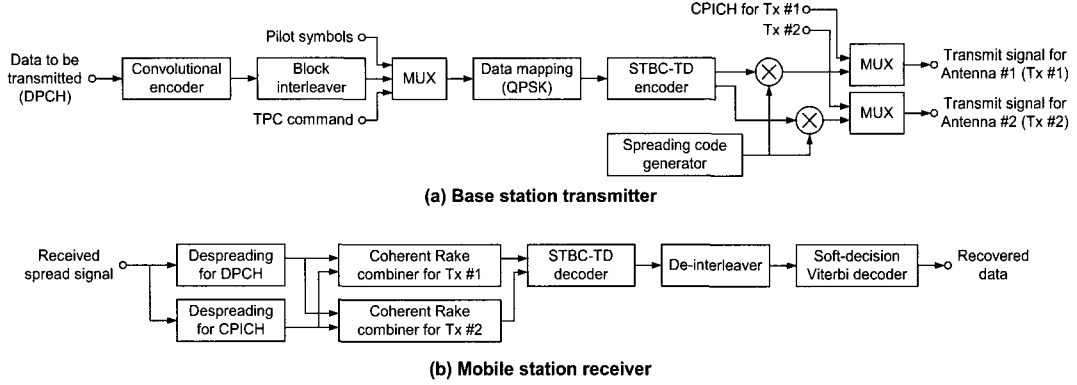 CPICH for Tx #1
Tx #2
Pilot symbols
Data to be
transmitted
(DPCH)
Convolutional
encoder
Block
interleaver
MUX
Data mapping
(QPSK)
STBC-TD
encoder
MUX
Transmit signal for
Antenna #1 (Tx #1)
TPC command
MUX
Transmit signal for
Antenna #2 (Tx #2)
Spreading code
generator
(a) Base station transmitter
Received
spread signal
Despreading
for DPCH
Coherent Rake
combiner for Tx #1
STBC-TD
decoder
De-interleaver
Soft-decision
Viterbi decoder
Recovered
data
Despreading
for CPICH
Coherent Rake
combiner for Tx #2
(b) Mobile station receiver